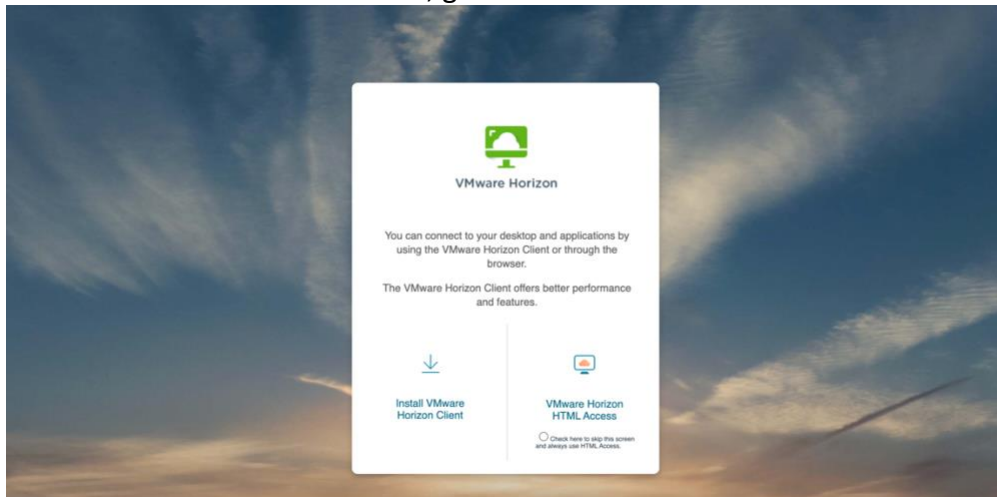 VMware Horizon
You can connect to your desktop and applications by
using the VMware Horizon Client or through the
browser.
The VMware Horizon Client offers better performance
and features.
Install VMware
Horizon Client
VMware Horizon
HTML Access
Check here to skip this screen
and always use HTML Access.